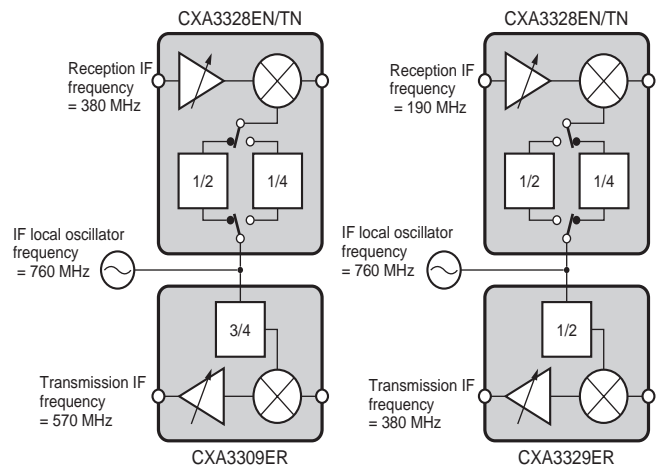 CXA3328EN/TN
Reception IF
frequency
= 380 MHz
1/2
1/4
IF local oscillator
frequency
= 760 MHz
3/4
Transmission IF
frequency
= 570 MHz
CXA3309ER
CXA3328EN/TN
Reception IF
frequency
= 190 MHz
1/2
1/4
IF local oscillator
frequency
= 760 MHz
1/2
Transmission IF
frequency
= 380 MHz
CXA3329ER